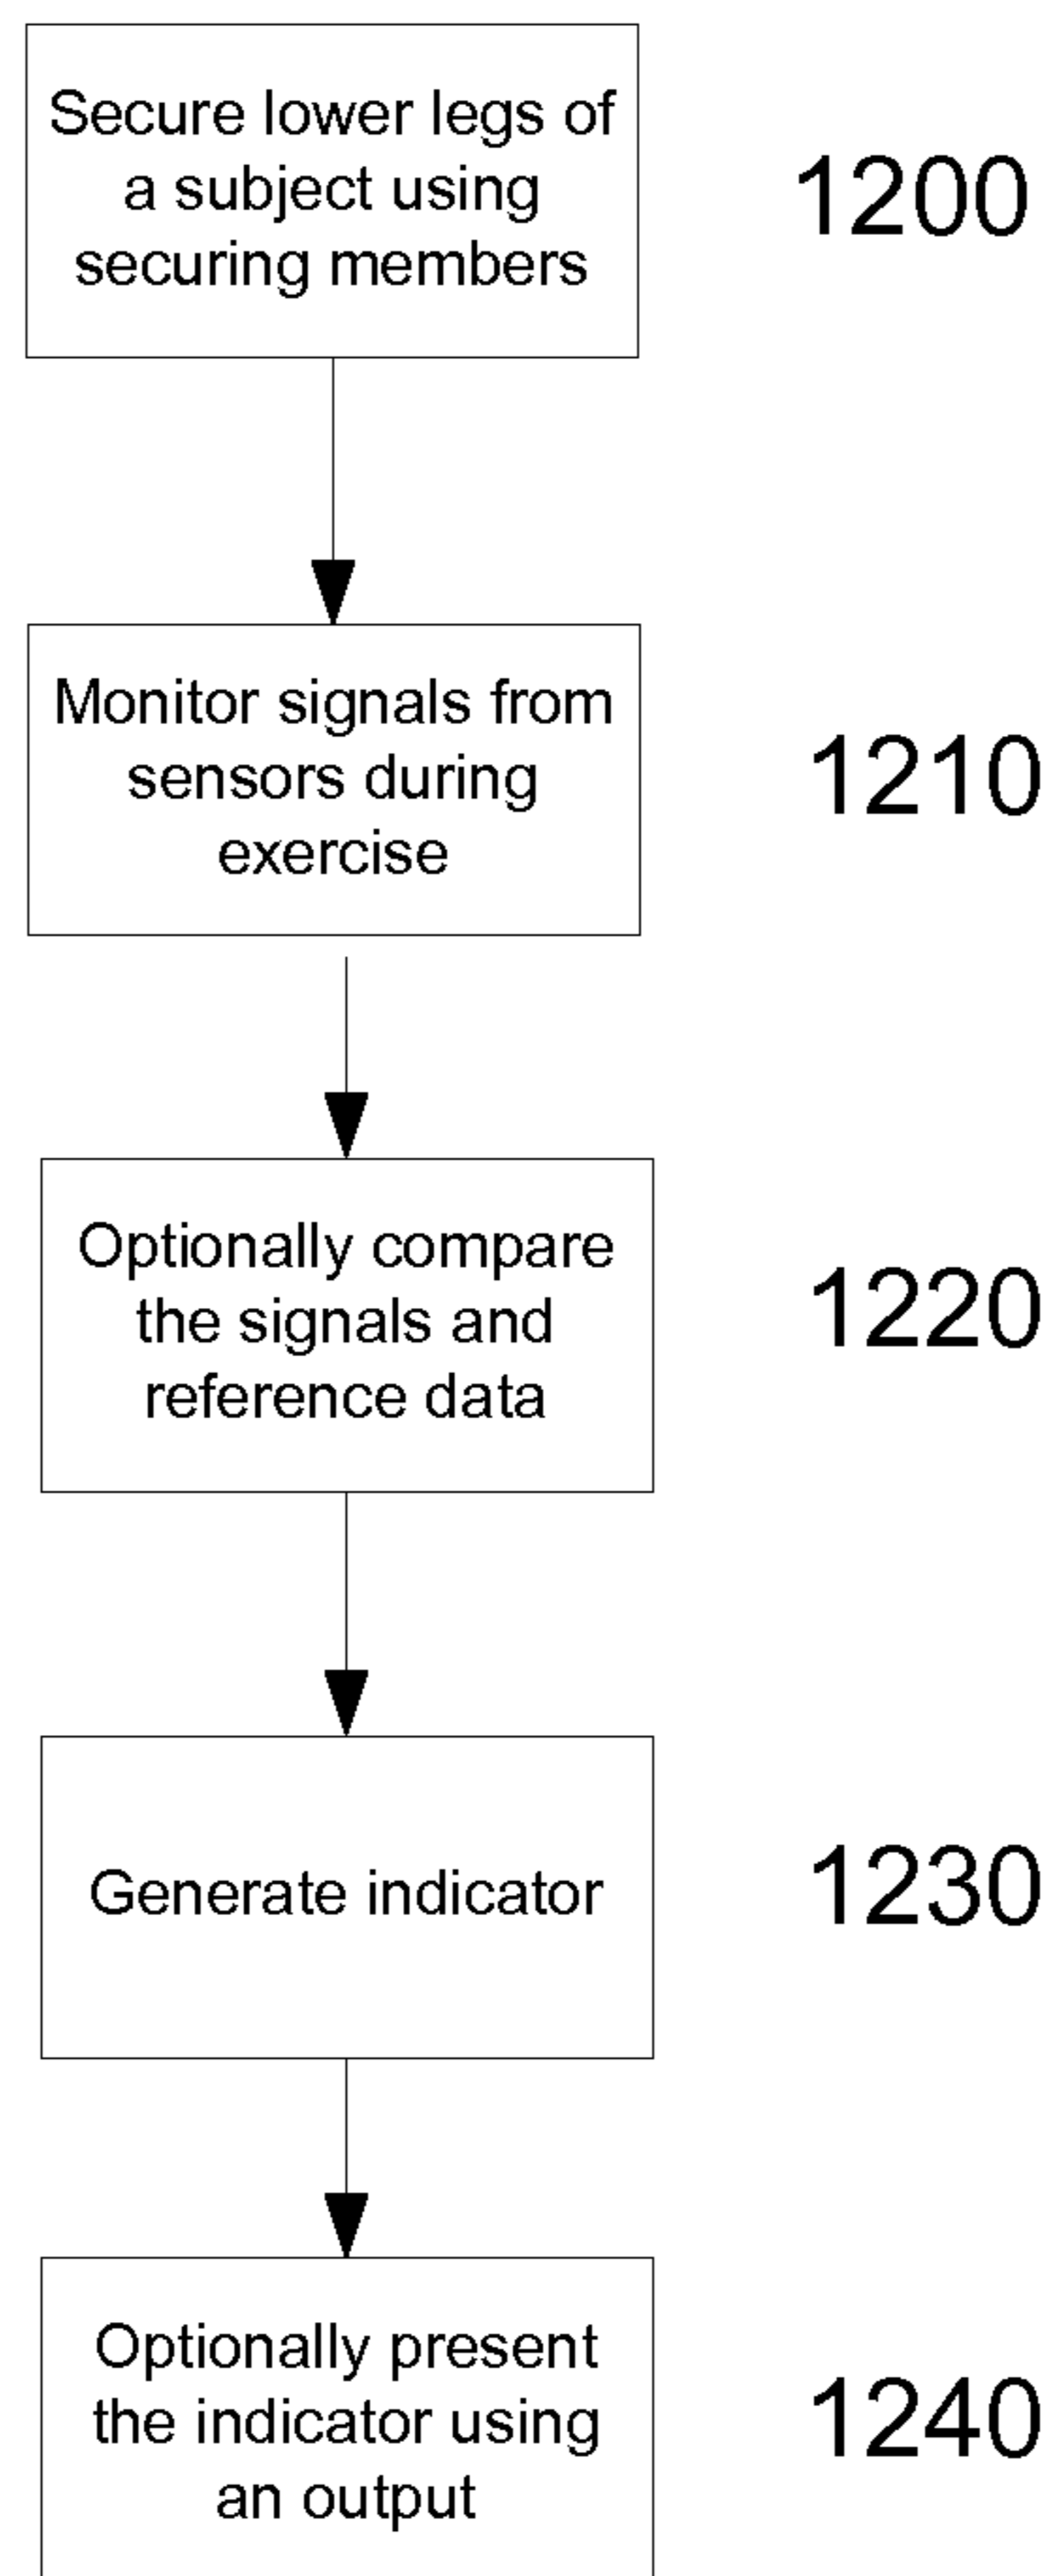 Secure lower legs of
a subject using
securing members
1200
Monitor signals from
sensors during
exercise
1210
Optionally compare
the signals and
reference data
1220
Generate indicator
1230
Optionally present
the indicator using
an output
1240